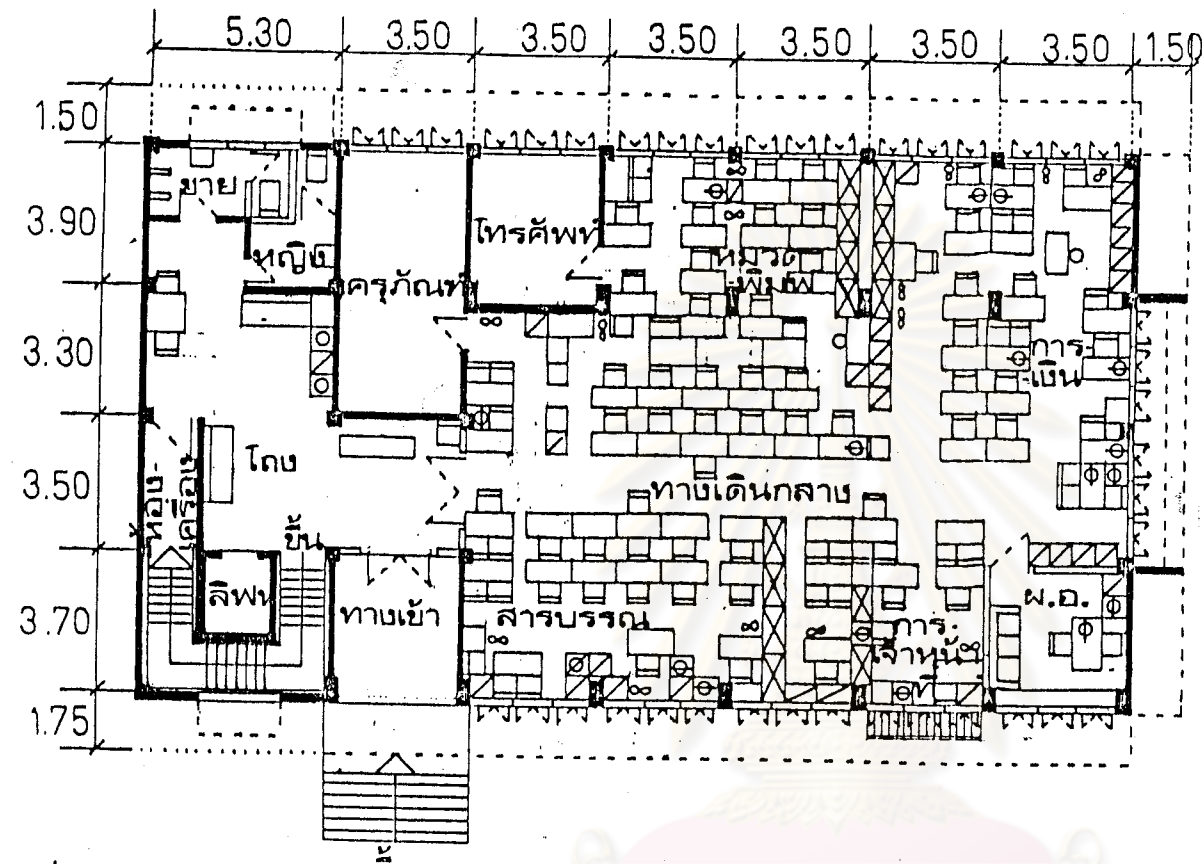 5.30 3.50 3.50 3.50 3.50 3.50 3.50 1.50
1.50
3.90
3.30
3.50
3.70
1.75
ชาย
หญิง
ครุภัณฑ์
โทรศัพท์
หมวด
พิมพ์
การ
เงิน
โถง
ห้อง
เครื่อง
ขึ้น
ลิฟท์
ทางเข้า
ทางเดินกลาง
สารบรรณ
การ
เจ้าหน้า
ที่
ผ.อ.